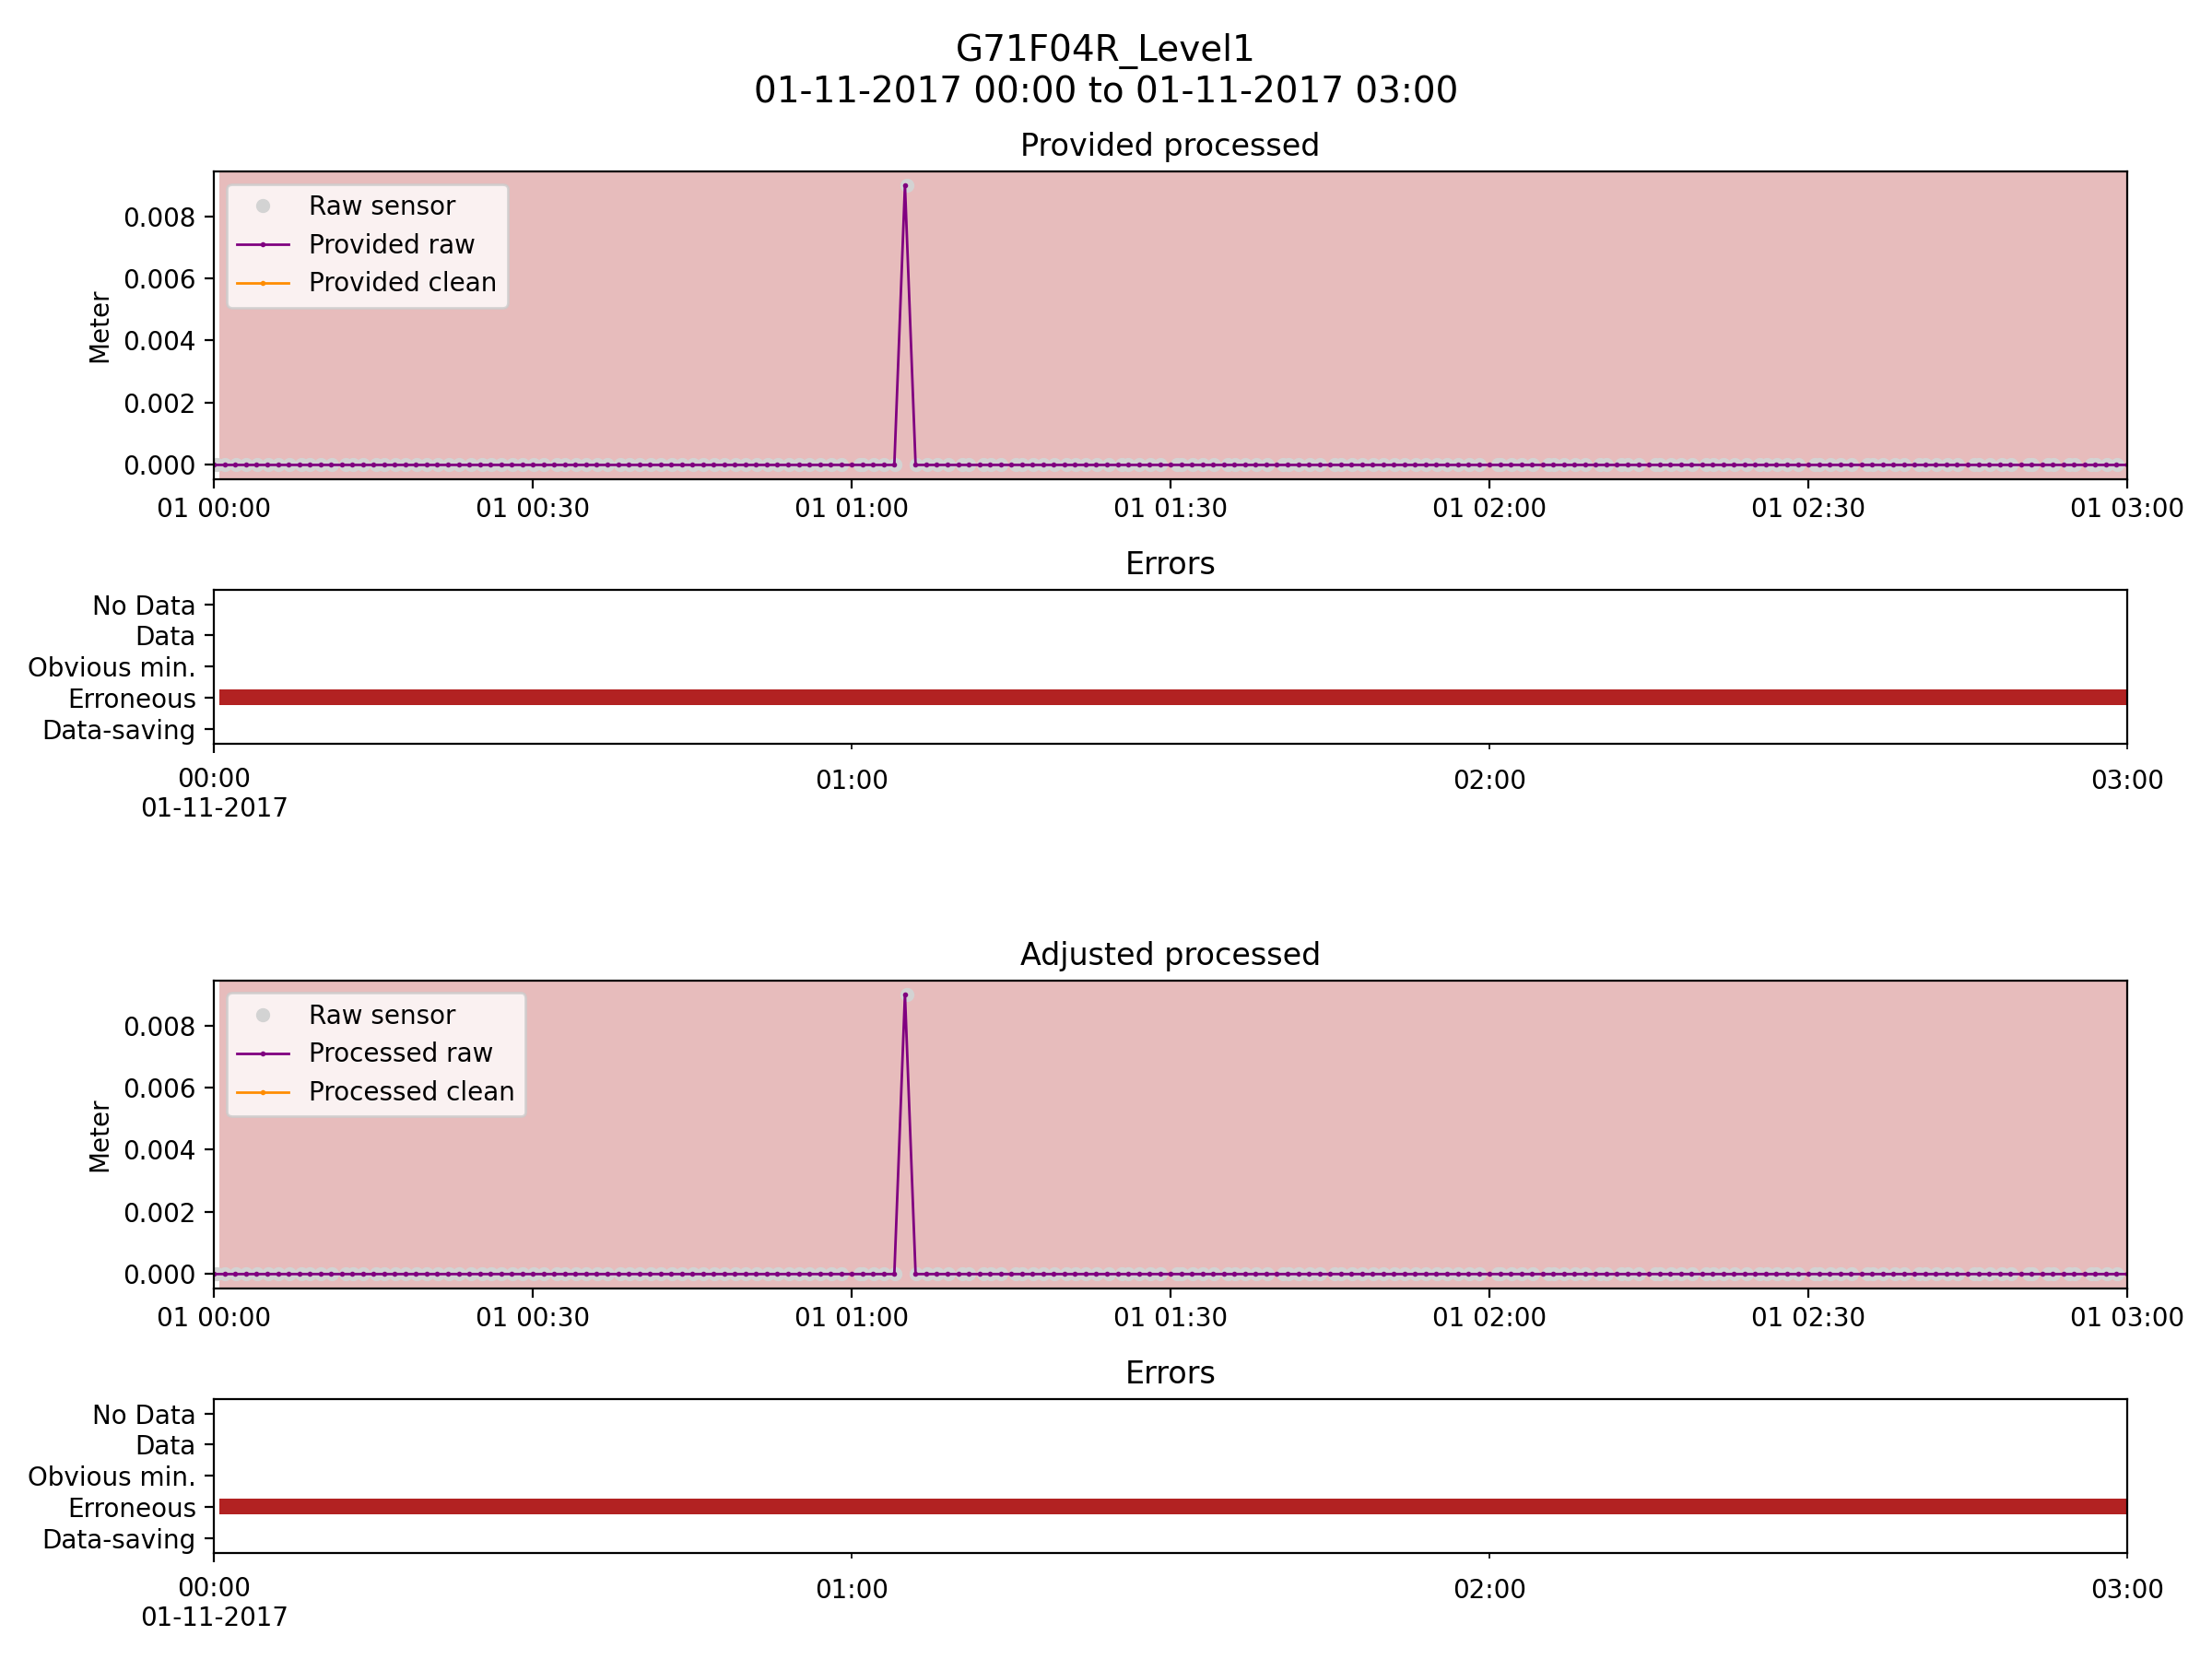 G71F04R_Level1
01-11-2017 00:00 to 01-11-2017 03:00
Provided processed
Raw sensor
Provided raw
Provided clean
Meter
0.008
0.006
0.004
0.002
0.000
01 00:00 01 00:30 01 01:00 01 01:30 01 02:00 01 02:30 01 03:00
Errors
No Data
Data
Obvious min.
Erroneous
Data-saving
00:00 01:00 02:00 03:00
01-11-2017
Adjusted processed
Raw sensor
Processed raw
Processed clean
Meter
0.008
0.006
0.004
0.002
0.000
01 00:00 01 00:30 01 01:00 01 01:30 01 02:00 01 02:30 01 03:00
Errors
No Data
Data
Obvious min.
Erroneous
Data-saving
00:00 01:00 02:00 03:00
01-11-2017